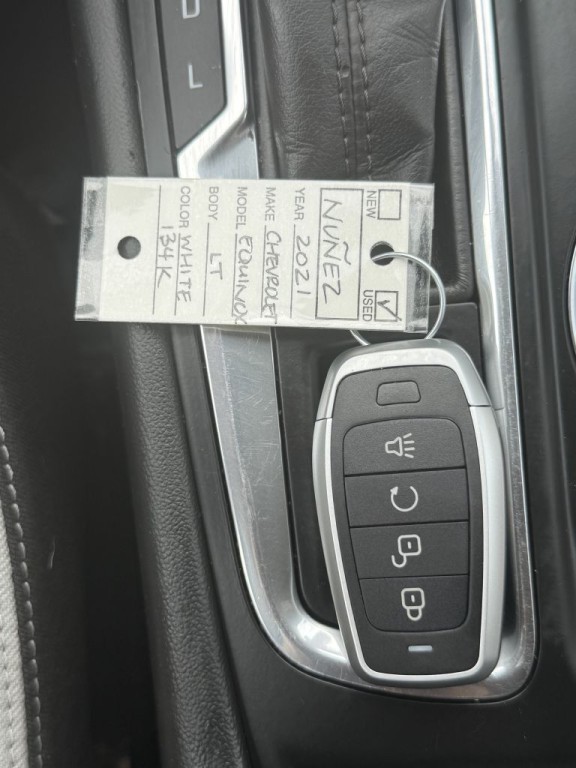 NEW
USED
NUÑEZ
YEAR 2021
MAKE CHEVROLET
MODEL EQUINOX
BODY LT
COLOR WHITE
134K
D
L